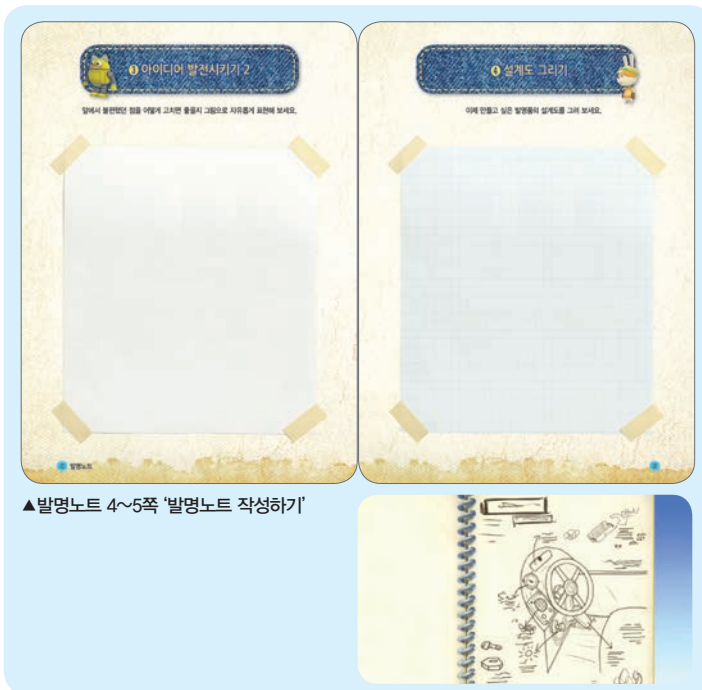 ❸ 아이디어 발전시키기 2
앞에서 불편했던 점을 어떻게 고치면 좋을지 그림으로 자유롭게 표현해 보세요.
❹ 설계도 그리기
이제 만들고 싶은 발명품의 설계도를 그려 보세요.
발명노트
▲발명노트 4～5쪽 ‘발명노트 작성하기’